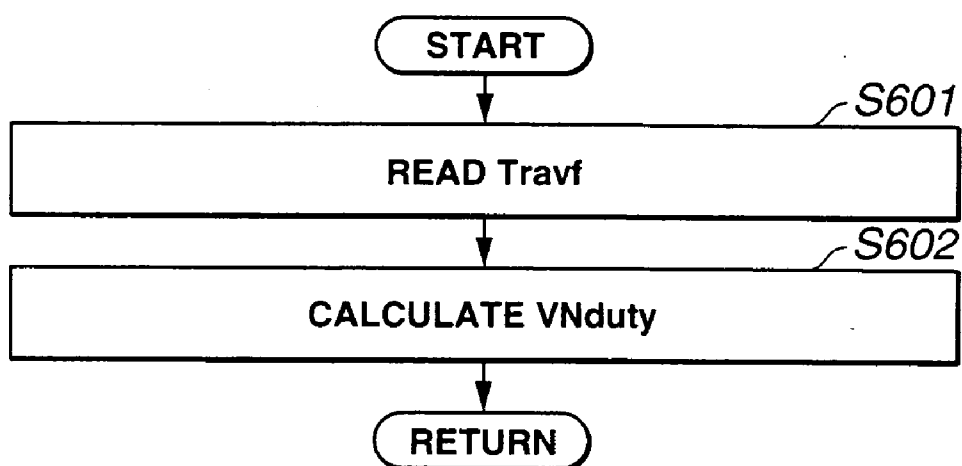 START
S601
READ Travf
S602
CALCULATE VNduty
RETURN